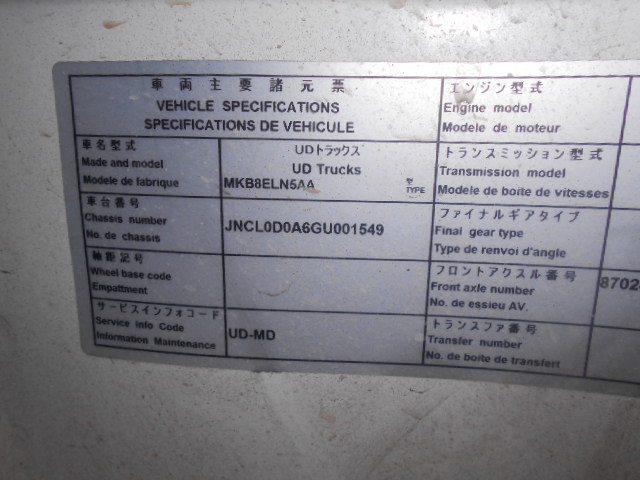 車両主要諸元票
VEHICLE SPECIFICATIONS
SPECIFICATIONS DE VEHICULE
車名型式
Made and model
Modele de fabrique
UDトラックス
UD Trucks
MKB8ELN5AA
型
TYPE
車台番号
Chassis number
No. de chassis
JNCL0D0A6GU001549
軸距記号
Wheel base code
Empattment
サービスインフォコード
Service info Code
Information Maintenance
UD-MD
エンジン型式
Engine model
Modele de moteur
トランスミッション型式
Transmission model
Modele de boite de vitesses
ファイナルギアタイプ
Final gear type
Type de renvoi d'angle
フロントアクスル番号
Front axle number
No. de essieu AV.
8702
トランスファ番号
Transfer number
No. de boite de transfert